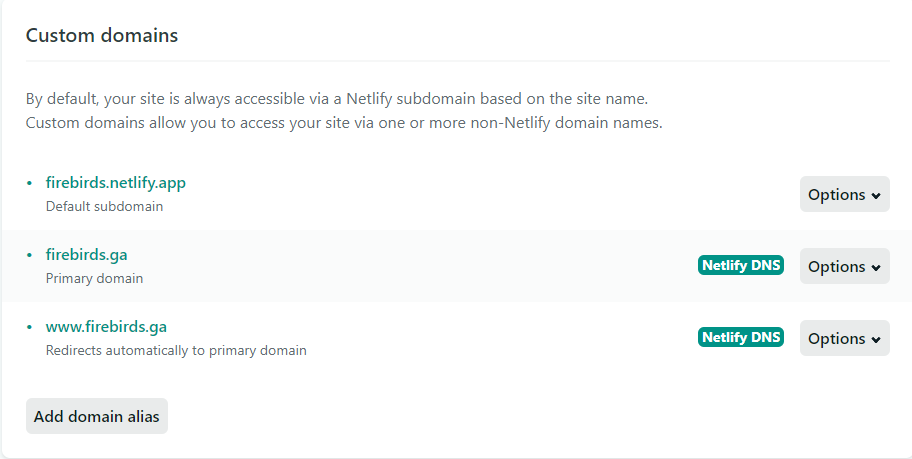 Custom domains
By default, your site is always accessible via a Netlify subdomain based on the site name.
Custom domains allow you to access your site via one or more non-Netlify domain names.
• firebirds.netlify.app
Default subdomain
Options
• firebirds.ga
Primary domain
Netlify DNS
Options
• www.firebirds.ga
Redirects automatically to primary domain
Netlify DNS
Options
Add domain alias